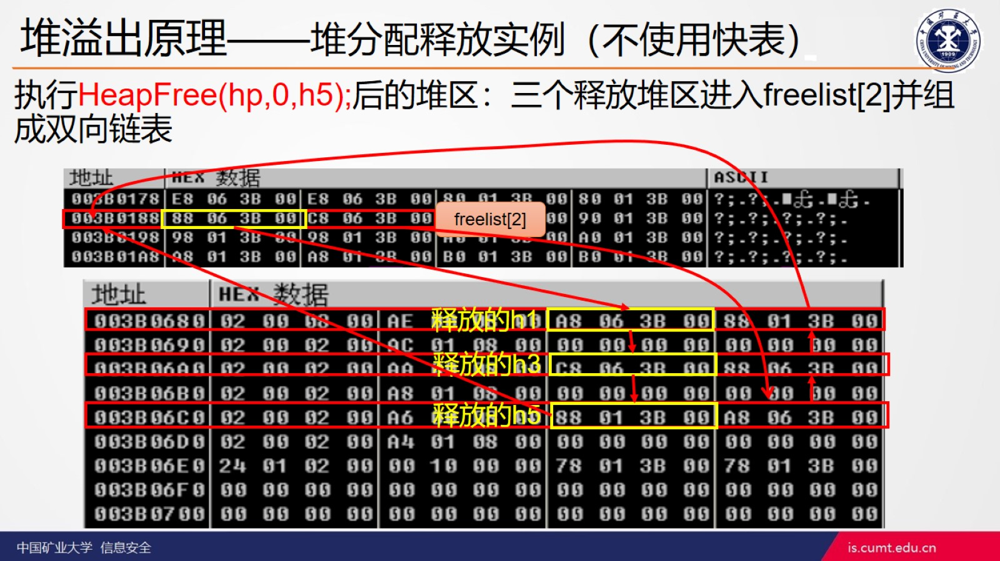 堆溢出原理——堆分配释放实例（不使用快表）
执行HeapFree(hp,0,h5);后的堆区：三个释放堆区进入freelist[2]并组
成双向链表
地址 HEX 数据 ASCII
003B0178 E8 06 3B 00 E8 06 3B 00 80 01 3B 00 80 01 3B 00
003B0188 88 06 3B 00 C8 06 3B 00 freelist[2] 00 90 01 3B 00 ?;.?;.?;.?;.
003B0198 98 01 3B 00 98 01 3B 00 A0 01 3B 00 A0 01 3B 00 ?;.?;.?;.?;.
003B01A8 A8 01 3B 00 A8 01 3B 00 B0 01 3B 00 B0 01 3B 00 ?;.?;.?;.?;.
地址 HEX 数据
003B0680 02 00 08 00 AE 释放的h1 A8 06 3B 00 88 01 3B 00
003B0690 02 00 02 00 AC 01 08 00 00 00 00 00 00 00 00 00
003B06A0 02 00 02 00 AA 释放的h3 C8 06 3B 00 88 06 3B 00
003B06B0 02 00 02 00 A8 01 08 00 00 00 00 00 00 00 00 00
003B06C0 02 00 02 00 A6 释放的h5 88 01 3B 00 A8 06 3B 00
003B06D0 02 00 02 00 A4 01 08 00 00 00 00 00 00 00 00 00
003B06E0 24 01 02 00 00 10 00 00 78 01 3B 00 78 01 3B 00
003B06F0 00 00 00 00 00 00 00 00 00 00 00 00 00 00 00 00
003B0700 00 00 00 00 00 00 00 00 00 00 00 00 00 00 00 00
中国矿业大学 信息安全
is.cumt.edu.cn
1909